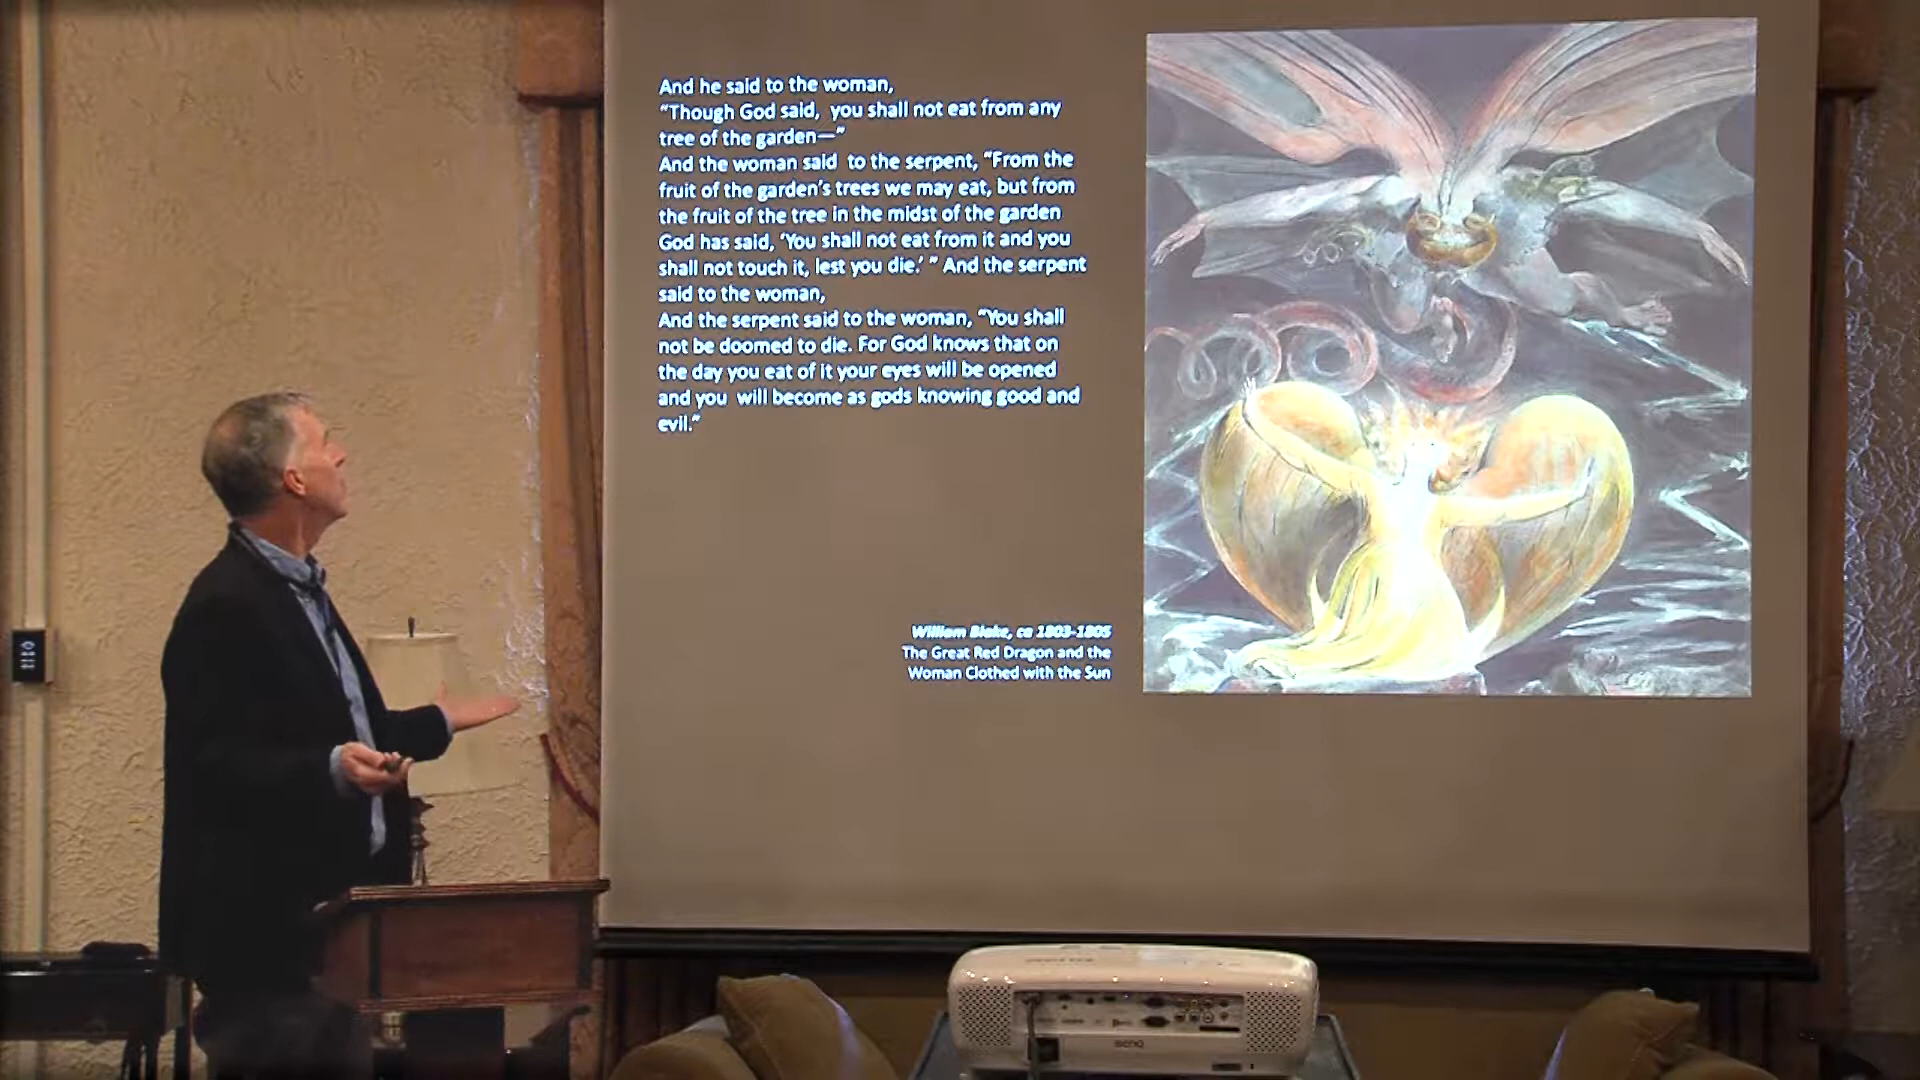 And he said to the woman,
“Though God said, you shall not eat from any
tree of the garden—”
And the woman said to the serpent, “From the
fruit of the garden’s trees we may eat, but from
the fruit of the tree in the midst of the garden
God has said, ‘You shall not eat from it and you
shall not touch it, lest you die.’ ” And the serpent
said to the woman,
And the serpent said to the woman, “You shall
not be doomed to die. For God knows that on
the day you eat of it your eyes will be opened
and you will become as gods knowing good and
evil.”
William Blake, ca 1803-1805
The Great Red Dragon and the
Woman Clothed with the Sun
BenQ